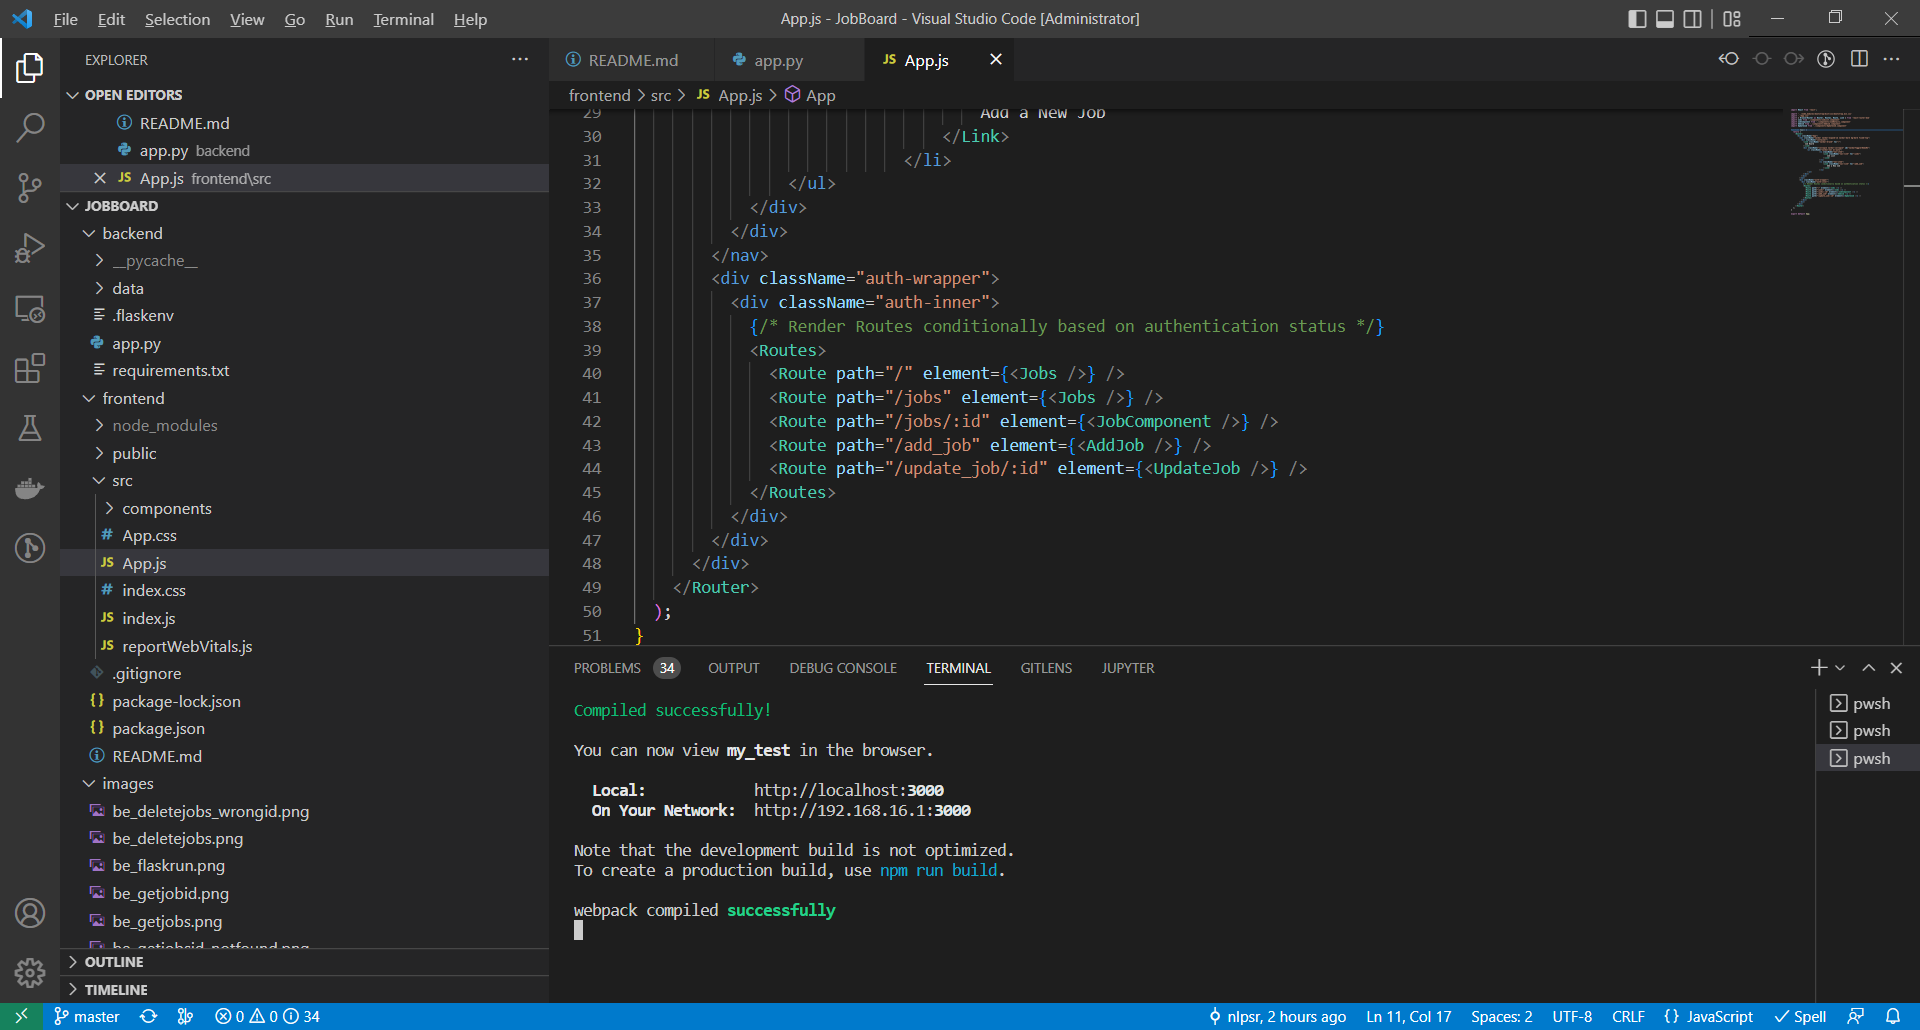 File Edit Selection View Go Run Terminal Help
App.js - JobBoard - Visual Studio Code [Administrator]
EXPLORER
OPEN EDITORS
README.md
app.py backend
JS App.js frontend\src
JOBBOARD
backend
__pycache__
data
.flaskenv
app.py
requirements.txt
frontend
node_modules
public
src
components
# App.css
JS App.js
# index.css
JS index.js
JS reportWebVitals.js
.gitignore
{} package-lock.json
{} package.json
README.md
images
be_deletejobs_wrongid.png
be_deletejobs.png
be_flaskrun.png
be_getjobid.png
be_getjobs.png
be_getjobsid_notfound.png
OUTLINE
TIMELINE
README.md
app.py
JS App.js
frontend > src > JS App.js > App
29 Add a New Job
30 </Link>
31 </li>
32 </ul>
33 </div>
34 </div>
35 </nav>
36 <div className="auth-wrapper">
37 <div className="auth-inner">
38 {/* Render Routes conditionally based on authentication status */}
39 <Routes>
40 <Route path="/" element={<Jobs />} />
41 <Route path="/jobs" element={<Jobs />} />
42 <Route path="/jobs/:id" element={<JobComponent />} />
43 <Route path="/add_job" element={<AddJob />} />
44 <Route path="/update_job/:id" element={<UpdateJob />} />
45 </Routes>
46 </div>
47 </div>
48 </div>
49 </Router>
50 );
51 }
PROBLEMS 34 OUTPUT DEBUG CONSOLE TERMINAL GITLENS JUPYTER
Compiled successfully!
You can now view my_test in the browser.
Local: http://localhost:3000
On Your Network: http://192.168.16.1:3000
Note that the development build is not optimized.
To create a production build, use npm run build.
webpack compiled successfully
pwsh
pwsh
pwsh
master 0 0 34
nlpsr, 2 hours ago Ln 11, Col 17 Spaces: 2 UTF-8 CRLF {} JavaScript Spell